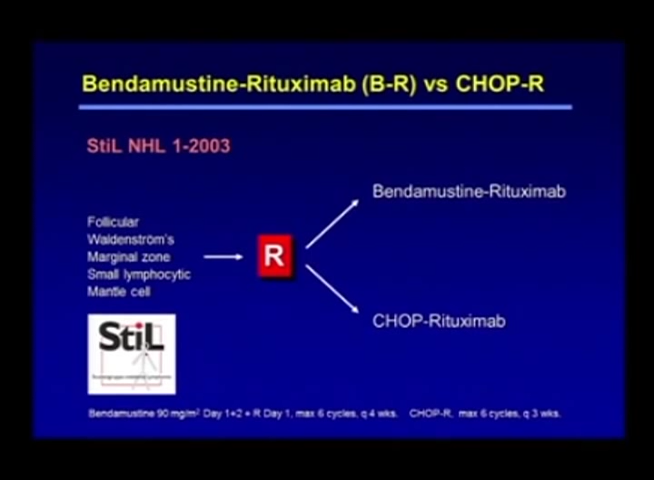 Bendamustine-Rituximab (B-R) vs CHOP-R
StiL NHL 1-2003
Bendamustine-Rituximab
Follicular
Waldenström's
Marginal zone
Small lymphocytic
Mantle cell
R
CHOP-Rituximab
StiL
Bendamustine 90 mg/m² Day 1+2 + R Day 1, max 6 cycles, q 4 wks. CHOP-R, max 6 cycles, q 3 wks.